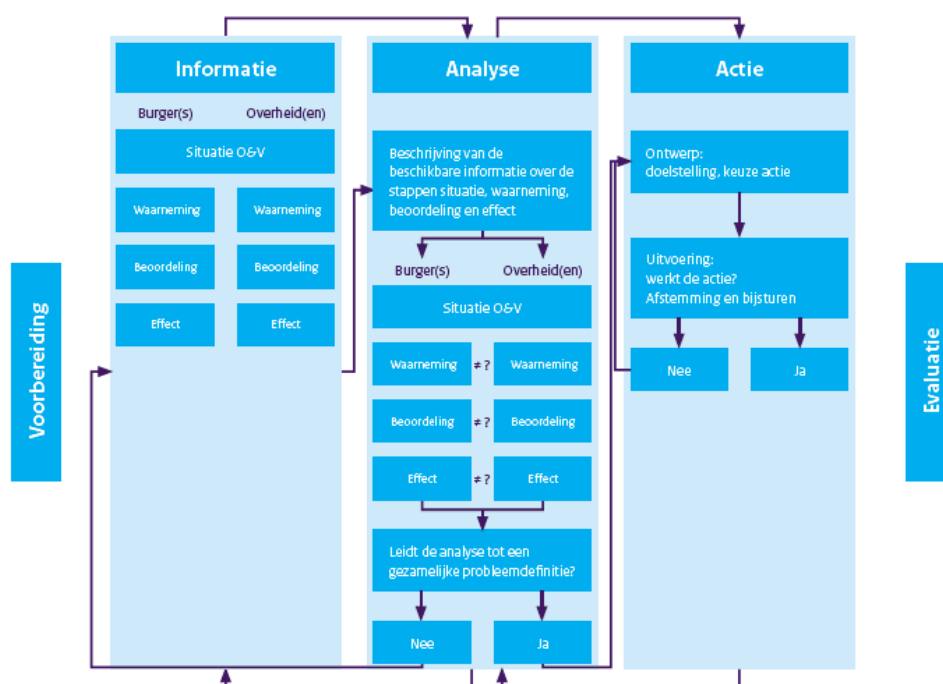 Voorbereiding
Informatie
Burger(s) Overheid(en)
Situatie O&V
Waarneming Waarneming
Beoordeling Beoordeling
Effect Effect
Analyse
Beschrijving van de
beschikbare informatie over de
stappen situatie, waarneming,
beoordeling en effect
Burger(s) Overheid(en)
Situatie O&V
Waarneming ≠ ? Waarneming
Beoordeling ≠ ? Beoordeling
Effect ≠ ? Effect
Leidt de analyse tot een
gezamelijke probleemdefinitie?
Nee Ja
Actie
Ontwerp:
doelstelling, keuze actie
Uitvoering:
werkt de actie?
Afstemming en bijsturen
Nee Ja
Evaluatie